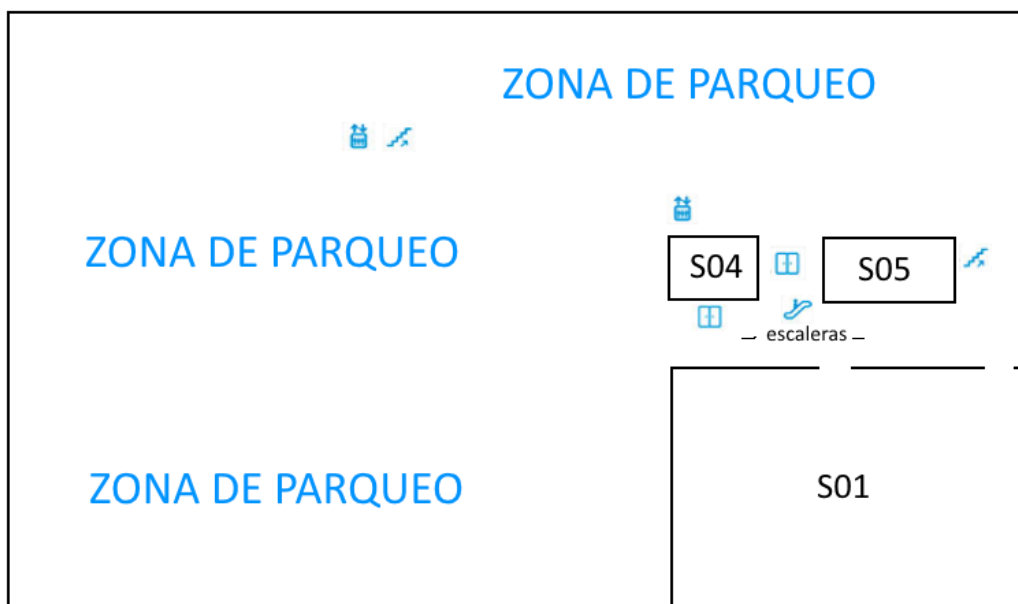 ZONA DE PARQUEO
ZONA DE PARQUEO
S04
S05
escaleras
ZONA DE PARQUEO
S01